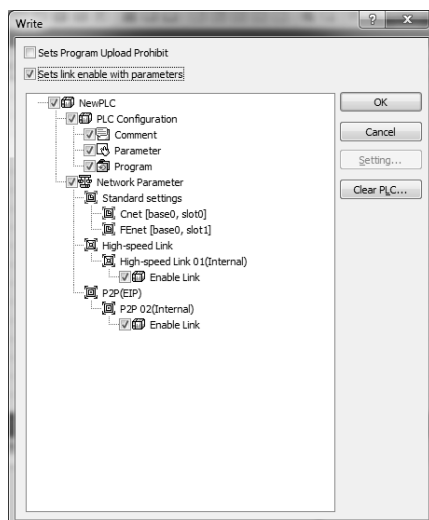 Write
Sets Program Upload Prohibit
Sets link enable with parameters
NewPLC
PLC Configuration
Comment
Parameter
Program
Network Parameter
Standard settings
Cnet [base0, slot0]
FEnet [base0, slot1]
High-speed Link
High-speed Link 01(Internal)
Enable Link
P2P(EIP)
P2P 02(Internal)
Enable Link
OK
Cancel
Setting...
Clear PLC...